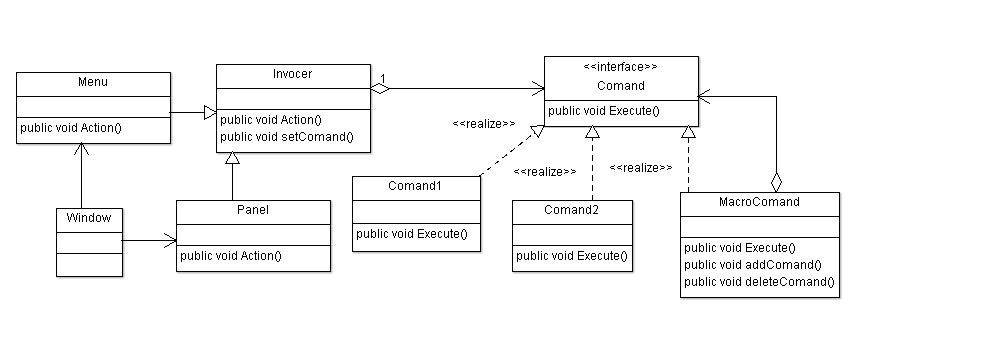 Menu
public void Action()
Invocer
public void Action()
public void setComand()
1
<<interface>>
Comand
public void Execute()
<<realize>>
<<realize>>
<<realize>>
Window
Panel
public void Action()
Comand1
public void Execute()
Comand2
public void Execute()
MacroComand
public void Execute()
public void addComand()
public void deleteComand()